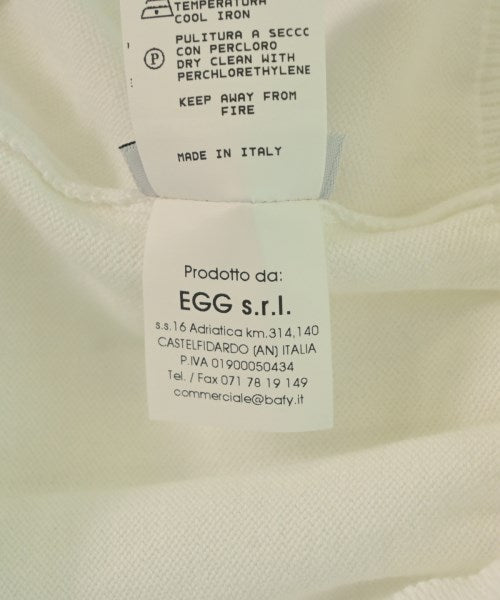 TEMPERATURA
COOL IRON
P
PULITURA A SECCO
CON PERCLORO
DRY CLEAN WITH
PERCHLORETHYLENE
KEEP AWAY FROM
FIRE
MADE IN ITALY
Prodotto da:
EGG s.r.l.
s.s.16 Adriatica km.314,140
CASTELFIDARDO (AN) ITALIA
P.IVA 01900050434
Tel. / Fax 071 78 19 149
commerciale@bafy.it